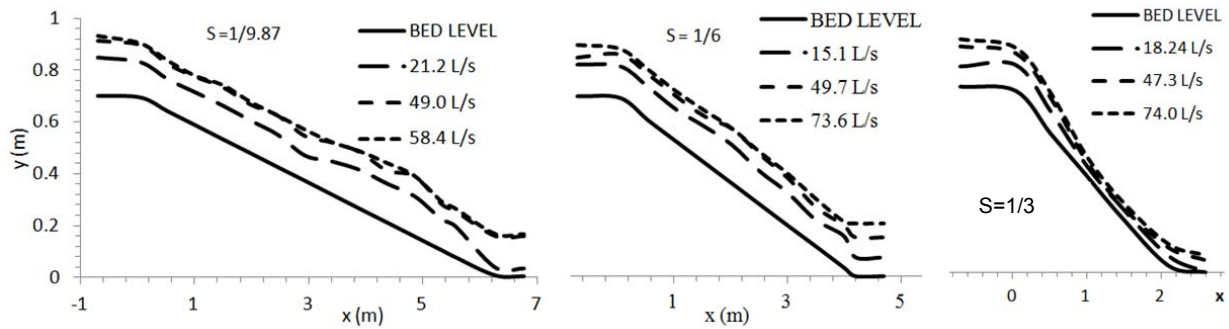 S=1/9.87
BED LEVEL
21.2 L/s
49.0 L/s
58.4 L/s
y (m)
1
0.8
0.6
0.4
0.2
0
-1
1
3
5
7
x (m)
S= 1/6
BED LEVEL
15.1 L/s
49.7 L/s
73.6 L/s
1
3
5
x (m)
BED LEVEL
18.24 L/s
47.3 L/s
74.0 L/s
S=1/3
0
1
2
x